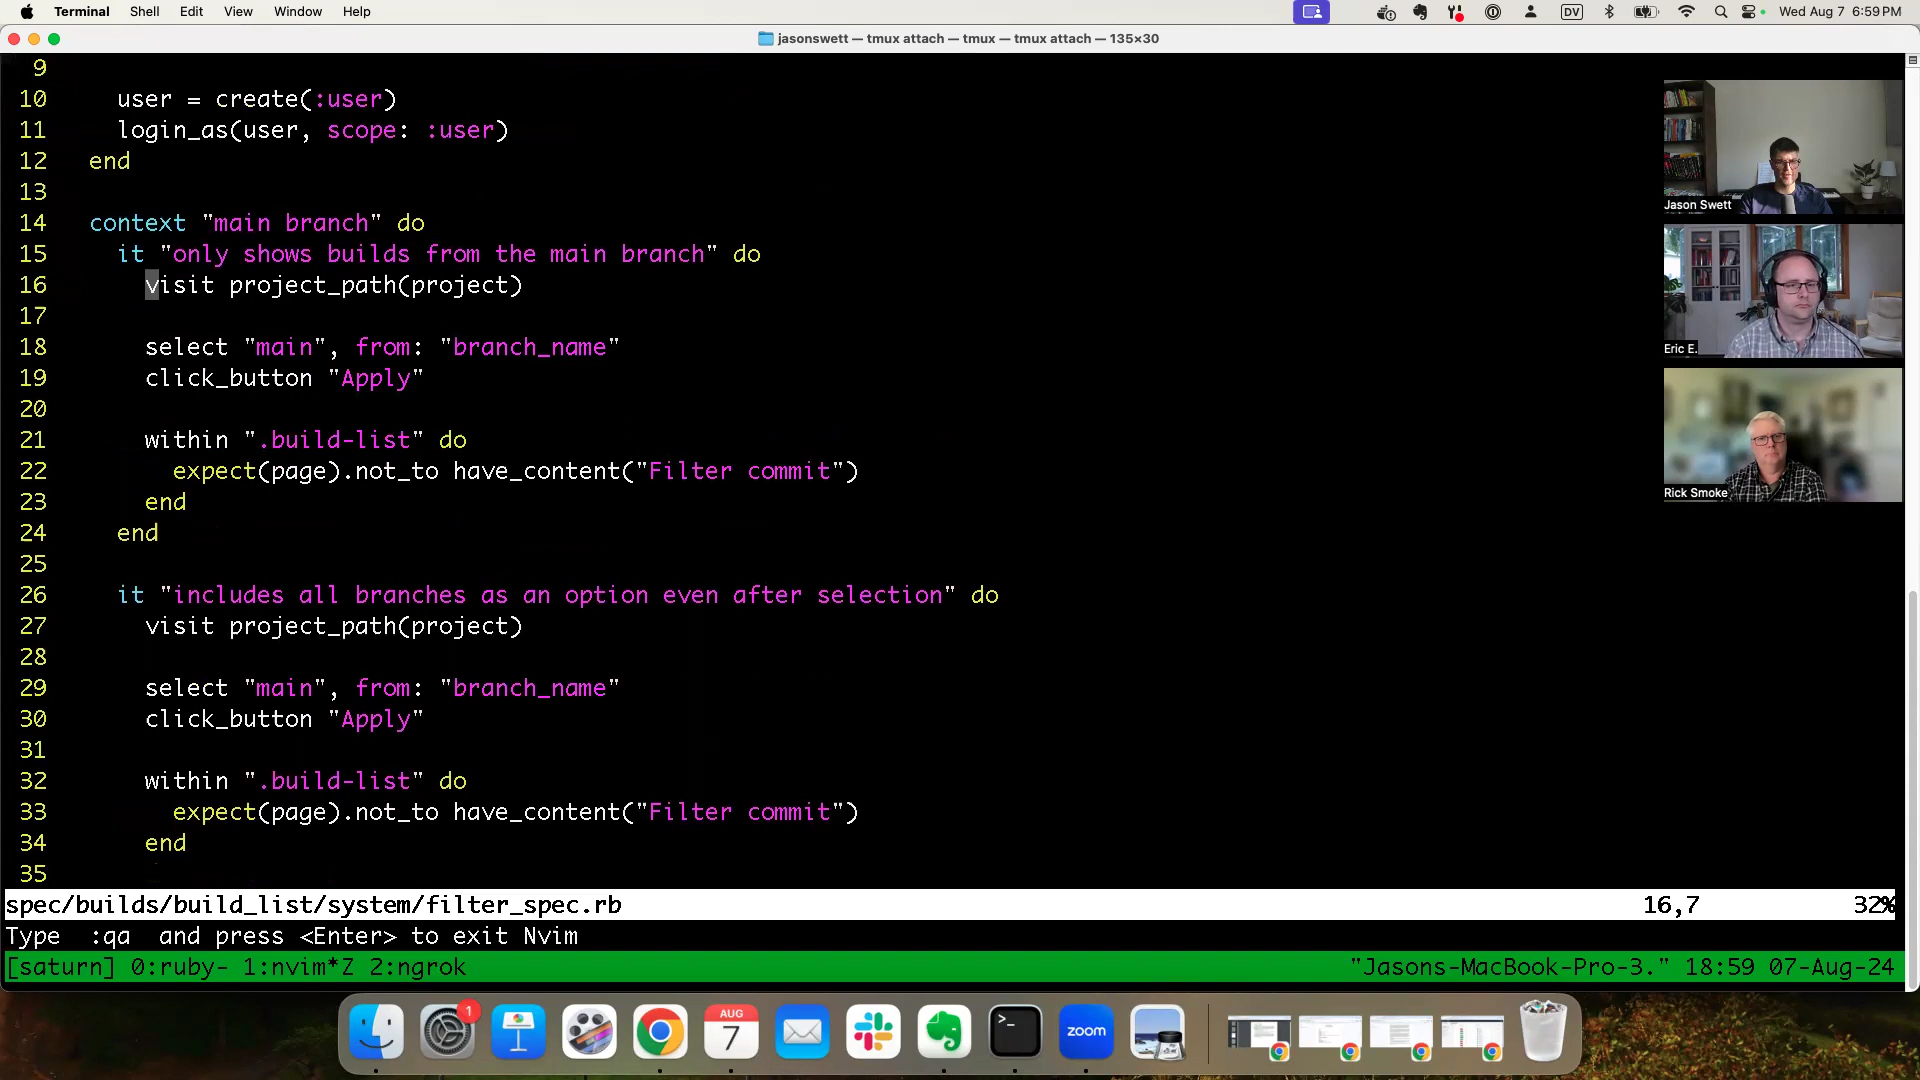 Terminal Shell Edit View Window Help
DV Wed Aug 7 6:59 PM
jasonswett — tmux attach — tmux — tmux attach — 135×30
9
10 user = create(:user)
11 login_as(user, scope: :user)
12 end
13
14 context "main branch" do
15 it "only shows builds from the main branch" do
16 visit project_path(project)
17
18 select "main", from: "branch_name"
19 click_button "Apply"
20
21 within ".build-list" do
22 expect(page).not_to have_content("Filter commit")
23 end
24 end
25
26 it "includes all branches as an option even after selection" do
27 visit project_path(project)
28
29 select "main", from: "branch_name"
30 click_button "Apply"
31
32 within ".build-list" do
33 expect(page).not_to have_content("Filter commit")
34 end
35
Jason Swett
Eric E.
Rick Smoke
spec/builds/build_list/system/filter_spec.rb 16,7 32%
Type :qa and press <Enter> to exit Nvim
[saturn] 0:ruby- 1:nvim*Z 2:ngrok "Jasons-MacBook-Pro-3." 18:59 07-Aug-24
1
AUG
7
>_
zoom